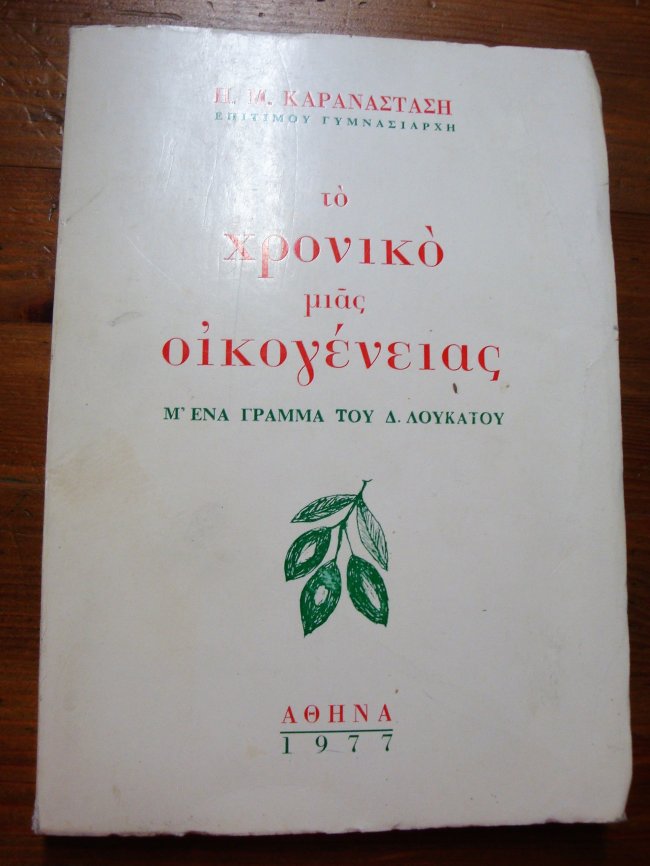 Π. Μ. ΚΑΡΑΝΑΣΤΑΣΗ
ΕΠΙΤΙΜΟΥ ΓΥΜΝΑΣΙΑΡΧΗ
τὸ
χρονικὸ
μιᾶς
οἰκογένειας
Μ' ΕΝΑ ΓΡΑΜΜΑ ΤΟΥ Δ. ΛΟΥΚΑΤΟΥ
ΑΘΗΝΑ
1977